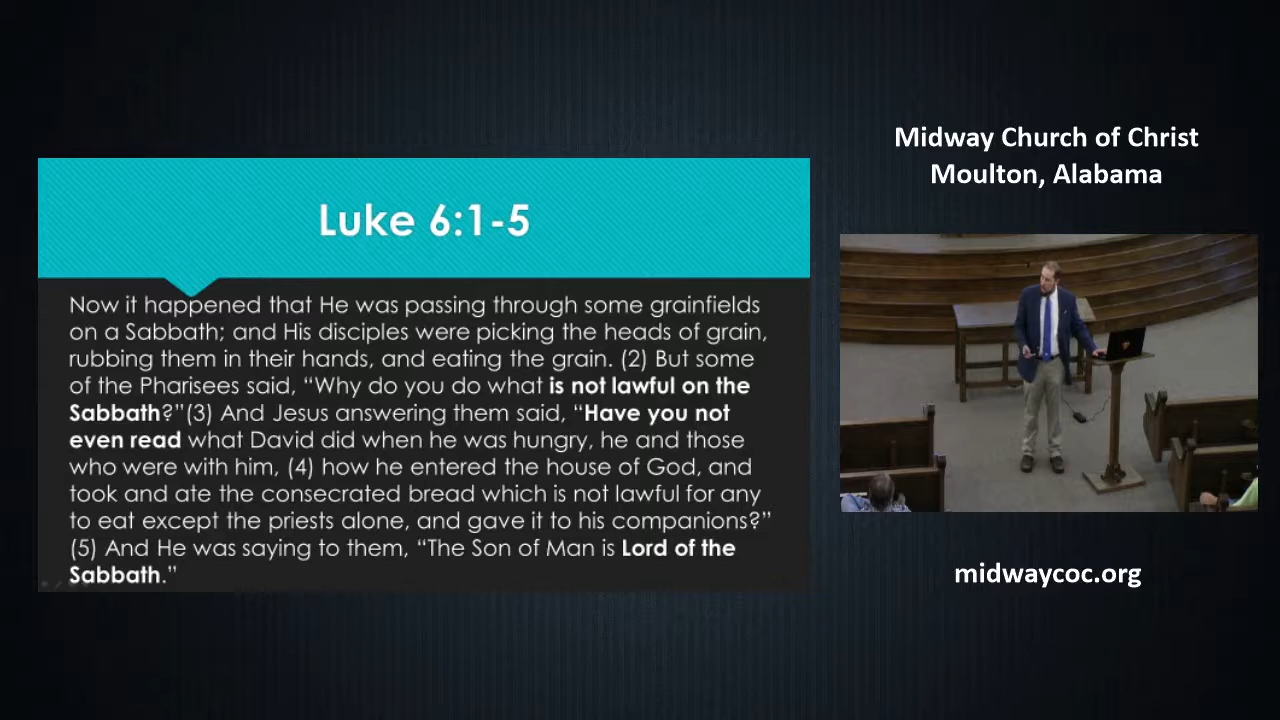 Midway Church of Christ
Moulton, Alabama
Luke 6:1-5
Now it happened that He was passing through some grainfields
on a Sabbath; and His disciples were picking the heads of grain,
rubbing them in their hands, and eating the grain. (2) But some
of the Pharisees said, “Why do you do what is not lawful on the
Sabbath?”(3) And Jesus answering them said, “Have you not
even read what David did when he was hungry, he and those
who were with him, (4) how he entered the house of God, and
took and ate the consecrated bread which is not lawful for any
to eat except the priests alone, and gave it to his companions?”
(5) And He was saying to them, “The Son of Man is Lord of the
Sabbath.”
midwaycoc.org